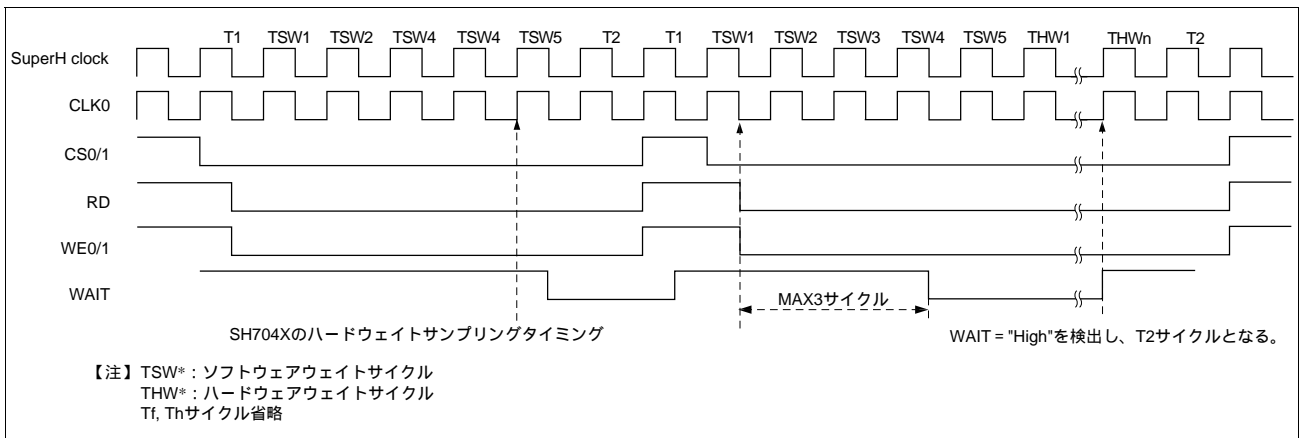 T1 TSW1 TSW2 TSW4 TSW4 TSW5 T2 T1 TSW1 TSW2 TSW3 TSW4 TSW5 THW1 THWn T2
SuperH clock
CLK0
CS0/1
RD
WE0/1
WAIT
MAX3サイクル
SH704Xのハードウェイトサンプリングタイミング
WAIT = "High"を検出し、T2サイクルとなる。
【注】TSW*：ソフトウェアウェイトサイクル
THW*：ハードウェアウェイトサイクル
Tf, Thサイクル省略